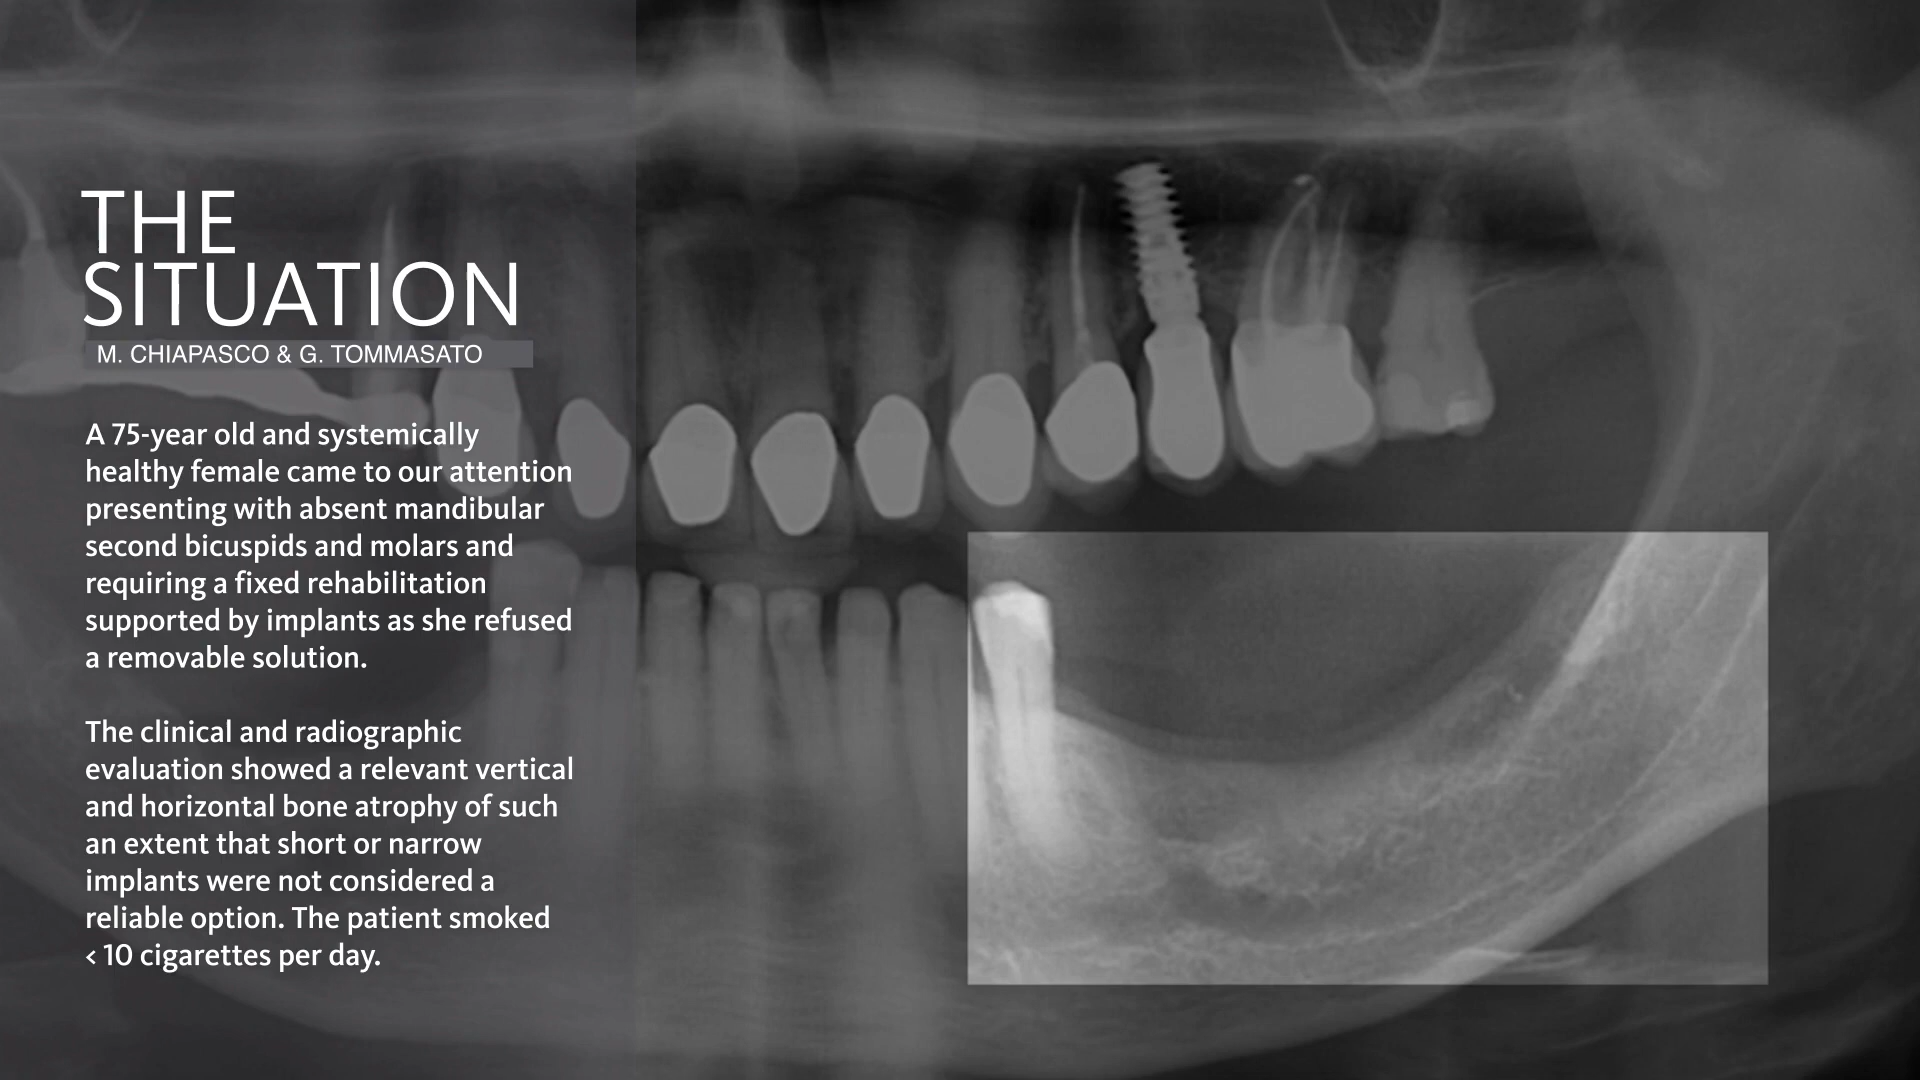 THE
SITUATION
M. CHIAPASCO & G. TOMMASATO
A 75-year old and systemically
healthy female came to our attention
presenting with absent mandibular
second bicuspids and molars and
requiring a fixed rehabilitation
supported by implants as she refused
a removable solution.
The clinical and radiographic
evaluation showed a relevant vertical
and horizontal bone atrophy of such
an extent that short or narrow
implants were not considered a
reliable option. The patient smoked
< 10 cigarettes per day.